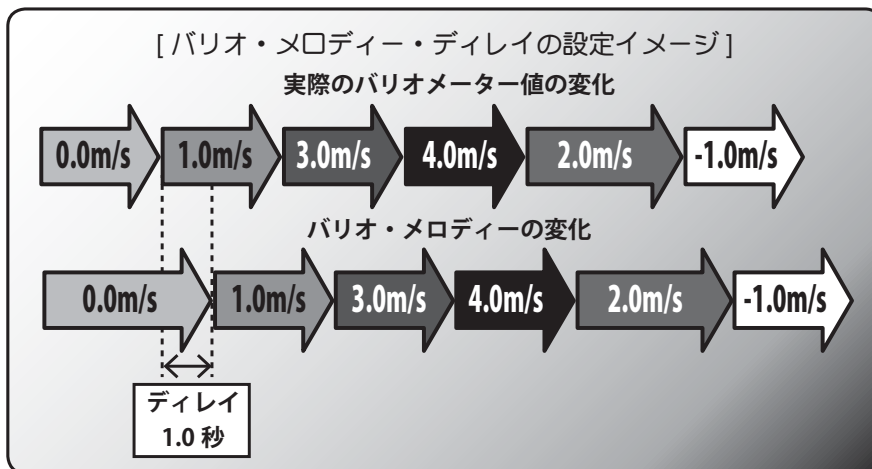 [ バリオ・メロディー・ディレイの設定イメージ ]
実際のバリオメーター値の変化
0.0m/s 1.0m/s 3.0m/s 4.0m/s 2.0m/s -1.0m/s
バリオ・メロディーの変化
0.0m/s 1.0m/s 3.0m/s 4.0m/s 2.0m/s -1.0m/s
ディレイ
1.0 秒